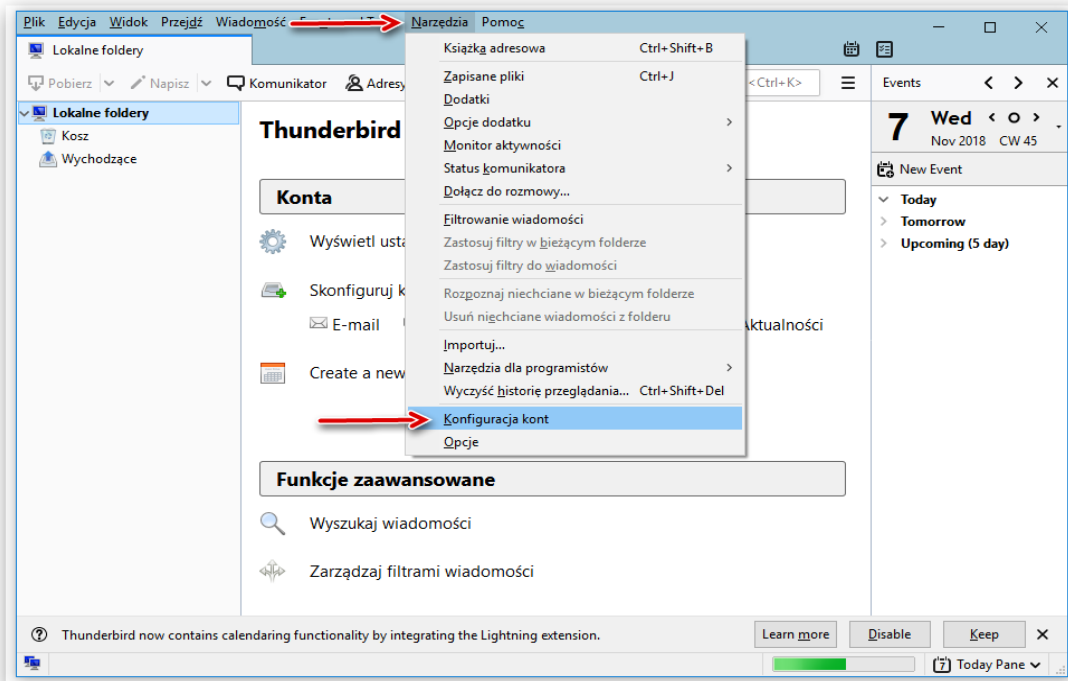 Plik Edycja Widok Przejdź Wiadomość Narzędzia Pomoc
Lokalne foldery
Pobierz Napisz Komunikator Adresy <Ctrl+K>
Lokalne foldery
Kosz
Wychodzące
Thunderbird
Konta
Wyświetl
Skonfiguruj
E-mail Aktualności
Create a new
Książka adresowa Ctrl+Shift+B
Zapisane pliki Ctrl+J
Dodatki
Opcje dodatku
Monitor aktywności
Status komunikatora
Dołącz do rozmowy...
Filtrowanie wiadomości
Zastosuj filtry w bieżącym folderze
Zastosuj filtry do wiadomości
Rozpoznaj niechciane w bieżącym folderze
Usuń niechciane wiadomości z folderu
Importuj...
Narzędzia dla programistów
Wyczyść historię przeglądania... Ctrl+Shift+Del
Konfiguracja kont
Opcje
Funkcje zaawansowane
Wyszukaj wiadomości
Zarządzaj filtrami wiadomości
Events
7 Wed
Nov 2018 CW 45
New Event
Today
Tomorrow
Upcoming (5 day)
Thunderbird now contains calendaring functionality by integrating the Lightning extension. Learn more Disable Keep
7 Today Pane